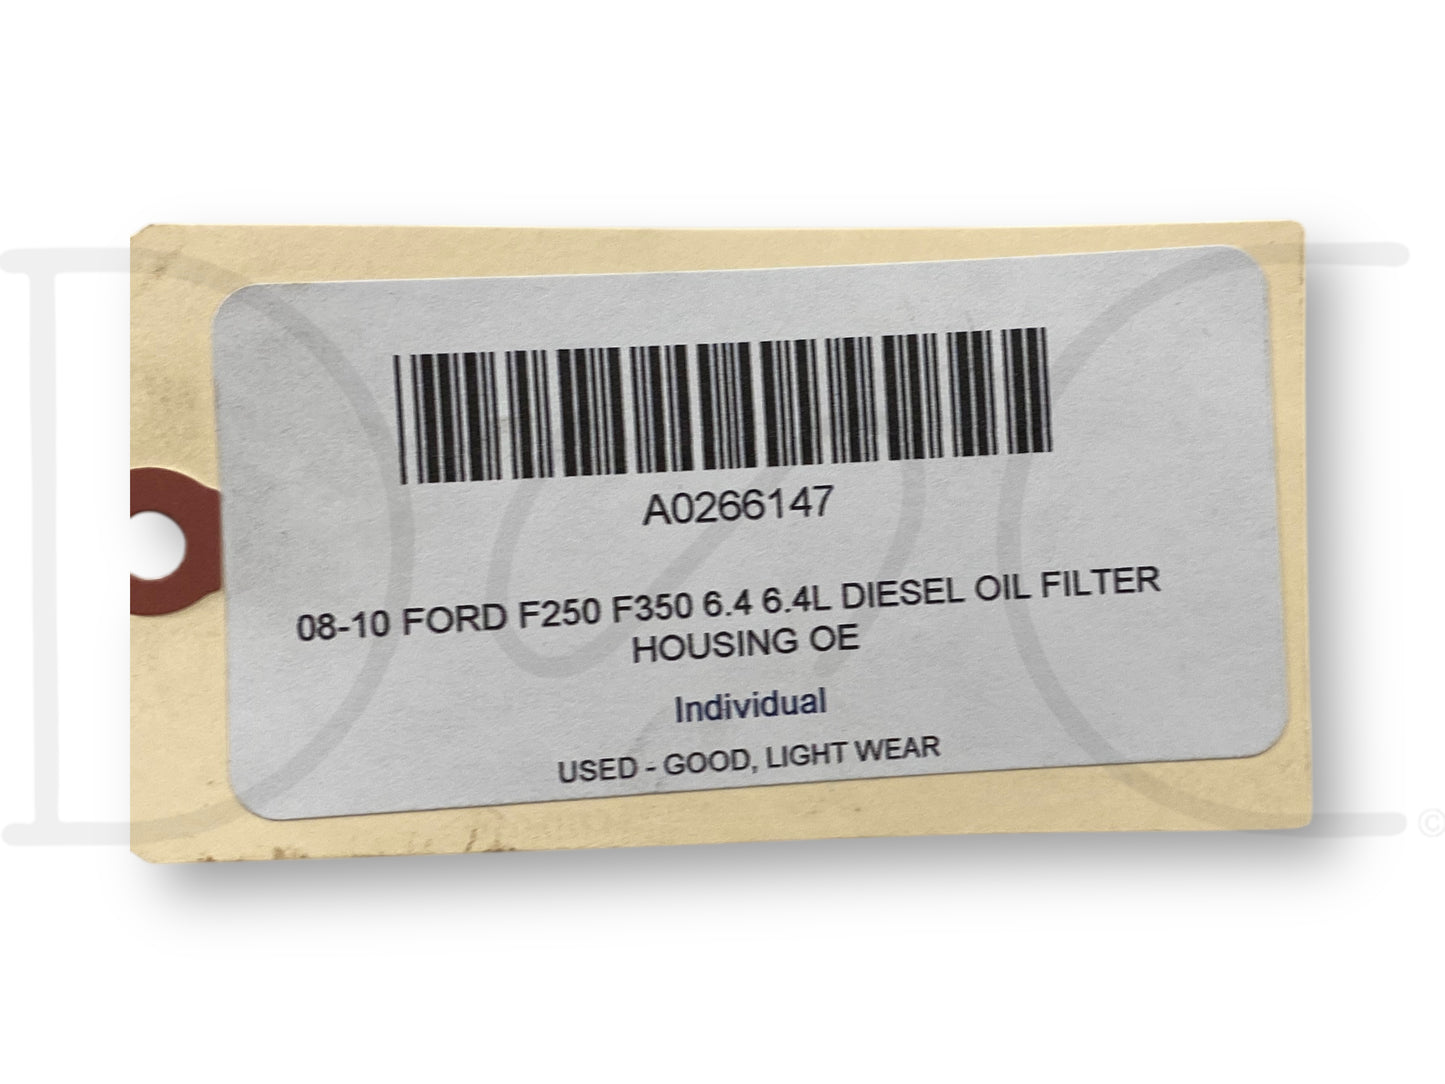 A0266147
08-10 FORD F250 F350 6.4 6.4L DIESEL OIL FILTER
HOUSING OE
Individual
USED - GOOD, LIGHT WEAR
©